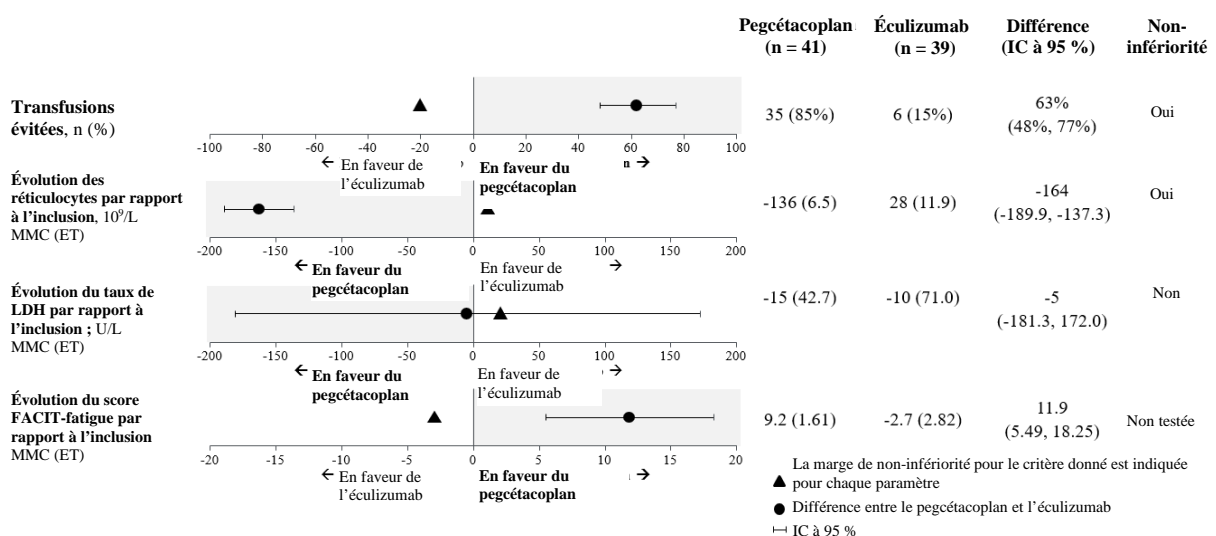 Pegcétacoplan Éculizumab Différence Non-
(n = 41) (n = 39) (IC à 95 %) infériorité
Transfusions
évitées, n (%)
35 (85%) 6 (15%) 63%
(48%, 77%) Oui
-100 -80 -60 -40 -20 0 20 40 60 80 100
← En faveur de
l’éculizumab
En faveur du →
pegcétacoplan
Évolution des
réticulocytes par rapport
à l’inclusion, 10⁹/L
MMC (ET)
-136 (6.5) 28 (11.9) -164
(-189.9, -137.3) Oui
-200 -150 -100 -50 0 50 100 150 200
← En faveur du
pegcétacoplan
En faveur de →
l’éculizumab
Évolution du taux de
LDH par rapport à
l’inclusion ; U/L
MMC (ET)
-15 (42.7) -10 (71.0) -5
(-181.3, 172.0) Non
-200 -150 -100 -50 0 50 100 150 200
← En faveur du
pegcétacoplan
En faveur de →
l’éculizumab
Évolution du score
FACIT-fatigue par
rapport à l’inclusion
MMC (ET)
9.2 (1.61) -2.7 (2.82) 11.9
(5.49, 18.25) Non testée
-20 -15 -10 -5 0 5 10 15 20
← En faveur de
l’éculizumab
En faveur du →
pegcétacoplan
La marge de non-infériorité pour le critère donné est indiquée
▲ pour chaque paramètre
● Différence entre le pegcétacoplan et l’éculizumab
IC à 95 %